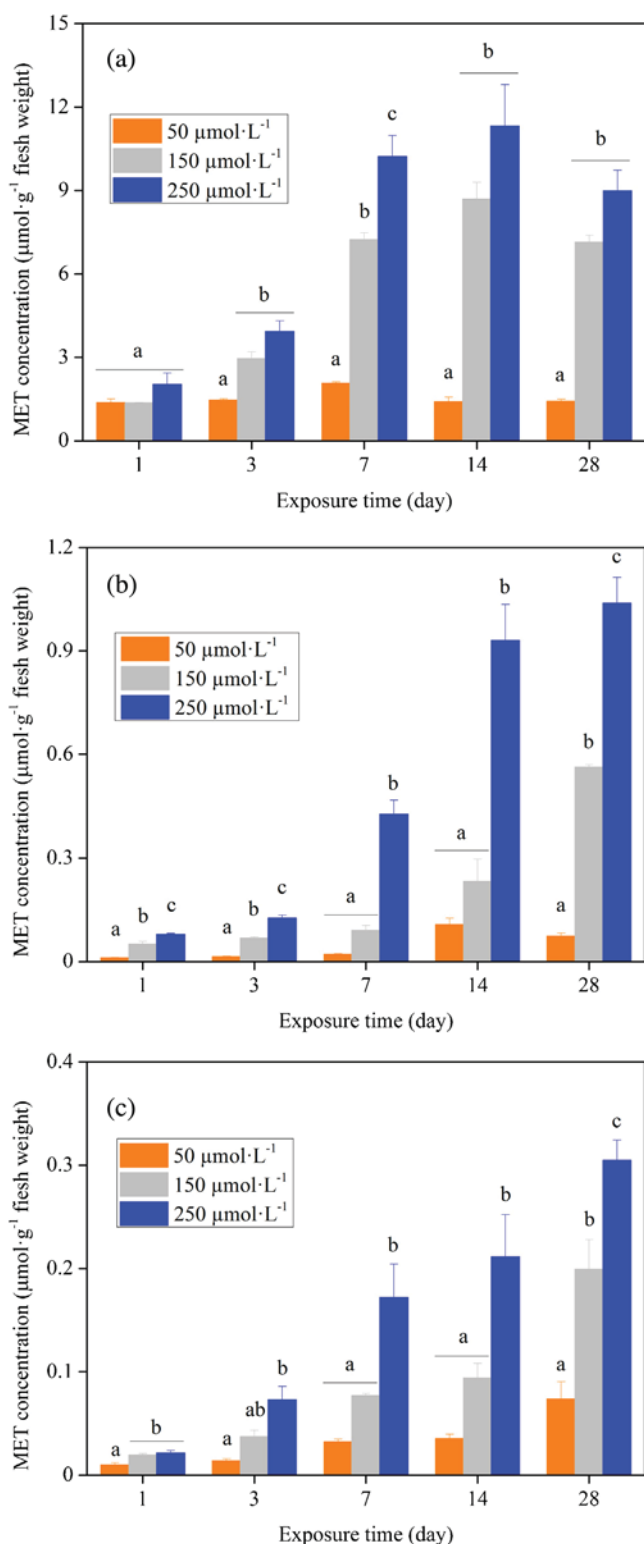 (a)
50 µmol·L⁻¹
150 µmol·L⁻¹
250 µmol·L⁻¹
MET concentration (µmol·g⁻¹ fiesh weight)
15
12
9
6
3
0
a
a b
a b c
a b
a b
1 3 7 14 28
Exposure time (day)
(b)
50 µmol·L⁻¹
150 µmol·L⁻¹
250 µmol·L⁻¹
MET concentration (µmol·g⁻¹ fiesh weight)
1.2
0.9
0.6
0.3
0
a b c
a b c
a b
a b
a b c
1 3 7 14 28
Exposure time (day)
(c)
50 µmol·L⁻¹
150 µmol·L⁻¹
250 µmol·L⁻¹
MET concentration (µmol·g⁻¹ fiesh weight)
0.4
0.3
0.2
0.1
0
a b
a ab b
a b
a b
a b c
1 3 7 14 28
Exposure time (day)